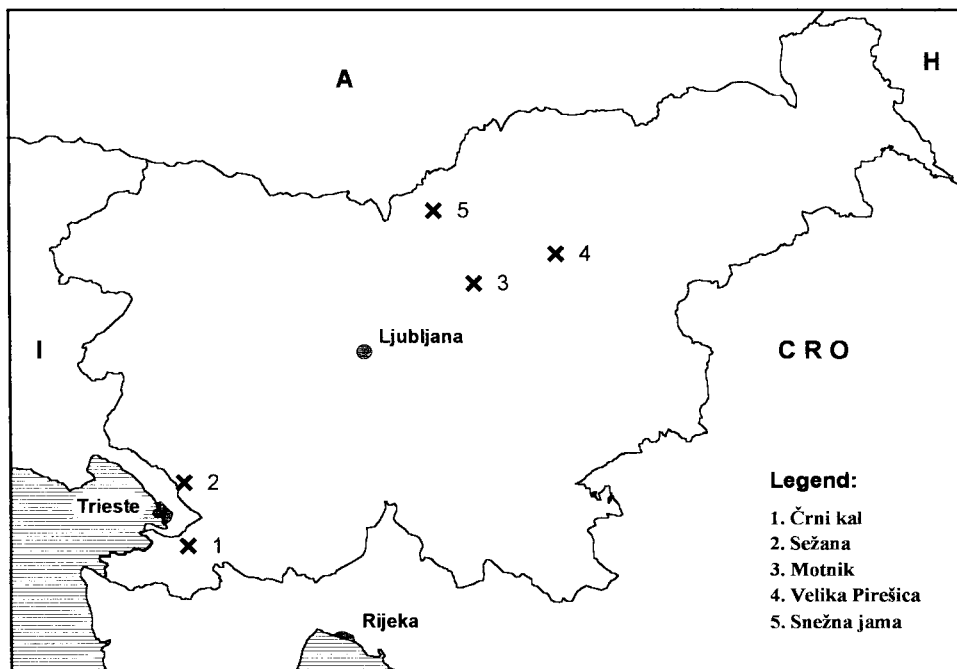 A
H
5
4
3
Ljubljana
I
C R O
2
Trieste
1
Rijeka
Legend:
1. Črni kal
2. Sežana
3. Motnik
4. Velika Pirešica
5. Snežna jama